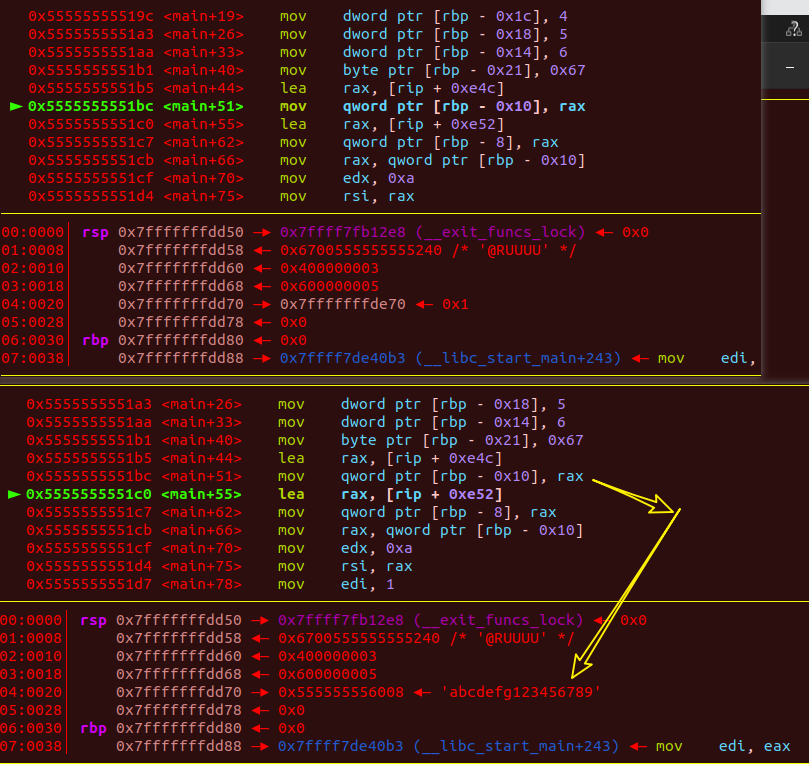 0x55555555519c <main+19> mov dword ptr [rbp - 0x1c], 4
0x5555555551a3 <main+26> mov dword ptr [rbp - 0x18], 5
0x5555555551aa <main+33> mov dword ptr [rbp - 0x14], 6
0x5555555551b1 <main+40> mov byte ptr [rbp - 0x21], 0x67
0x5555555551b5 <main+44> lea rax, [rip + 0xe4c]
► 0x5555555551bc <main+51> mov qword ptr [rbp - 0x10], rax
0x5555555551c0 <main+55> lea rax, [rip + 0xe52]
0x5555555551c7 <main+62> mov qword ptr [rbp - 8], rax
0x5555555551cb <main+66> mov rax, qword ptr [rbp - 0x10]
0x5555555551cf <main+70> mov edx, 0xa
0x5555555551d4 <main+75> mov rsi, rax
00:0000│ rsp 0x7fffffffdd50 —▸ 0x7ffff7fb12e8 (__exit_funcs_lock) ◂— 0x0
01:0008│ 0x7fffffffdd58 ◂— 0x6700555555555240 /* '@RUUUU' */
02:0010│ 0x7fffffffdd60 ◂— 0x400000003
03:0018│ 0x7fffffffdd68 ◂— 0x600000005
04:0020│ 0x7fffffffdd70 —▸ 0x7fffffffde70 ◂— 0x1
05:0028│ 0x7fffffffdd78 ◂— 0x0
06:0030│ rbp 0x7fffffffdd80 ◂— 0x0
07:0038│ 0x7fffffffdd88 —▸ 0x7ffff7de40b3 (__libc_start_main+243) ◂— mov edi,
0x5555555551a3 <main+26> mov dword ptr [rbp - 0x18], 5
0x5555555551aa <main+33> mov dword ptr [rbp - 0x14], 6
0x5555555551b1 <main+40> mov byte ptr [rbp - 0x21], 0x67
0x5555555551b5 <main+44> lea rax, [rip + 0xe4c]
0x5555555551bc <main+51> mov qword ptr [rbp - 0x10], rax
► 0x5555555551c0 <main+55> lea rax, [rip + 0xe52]
0x5555555551c7 <main+62> mov qword ptr [rbp - 8], rax
0x5555555551cb <main+66> mov rax, qword ptr [rbp - 0x10]
0x5555555551cf <main+70> mov edx, 0xa
0x5555555551d4 <main+75> mov rsi, rax
0x5555555551d7 <main+78> mov edi, 1
00:0000│ rsp 0x7fffffffdd50 —▸ 0x7ffff7fb12e8 (__exit_funcs_lock) ◂— 0x0
01:0008│ 0x7fffffffdd58 ◂— 0x6700555555555240 /* '@RUUUU' */
02:0010│ 0x7fffffffdd60 ◂— 0x400000003
03:0018│ 0x7fffffffdd68 ◂— 0x600000005
04:0020│ 0x7fffffffdd70 —▸ 0x555555556008 ◂— 'abcdefg123456789'
05:0028│ 0x7fffffffdd78 ◂— 0x0
06:0030│ rbp 0x7fffffffdd80 ◂— 0x0
07:0038│ 0x7fffffffdd88 —▸ 0x7ffff7de40b3 (__libc_start_main+243) ◂— mov edi, eax